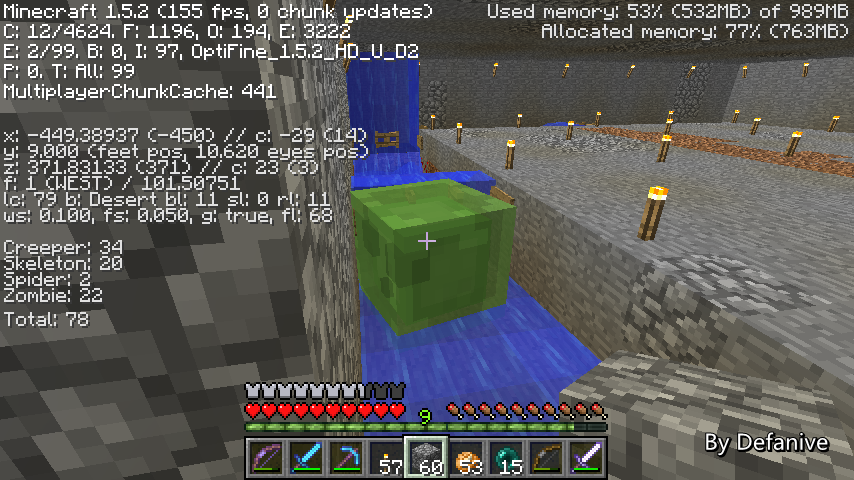 Minecraft 1.5.2 (155 fps, 0 chunk updates)
C: 12/4624, F: 1196, O: 194, E: 3222
E: 2/99. B: 0, I: 97, OptiFine_1.5.2_HD_U_D2
P: 0, T: All: 99
MultiplayerChunkCache: 441
Used memory: 53% (532MB) of 989MB
Allocated memory: 77% (763MB)
x: -449.38937 (-450) // c: -29 (14)
y: 9.000 (feet pos, 10.620 eyes pos)
z: 371.83133 (371) // c: 23 (3)
f: 1 (WEST) / 101.50751
lc: 79 b: Desert bl: 11 sl: 0 rl: 11
ws: 0.100, fs: 0.050, g: true, fl: 68
Creeper: 34
Skeleton: 20
Spider: 2
Zombie: 22
Total: 78
9
57 60 53 15
By Defanive